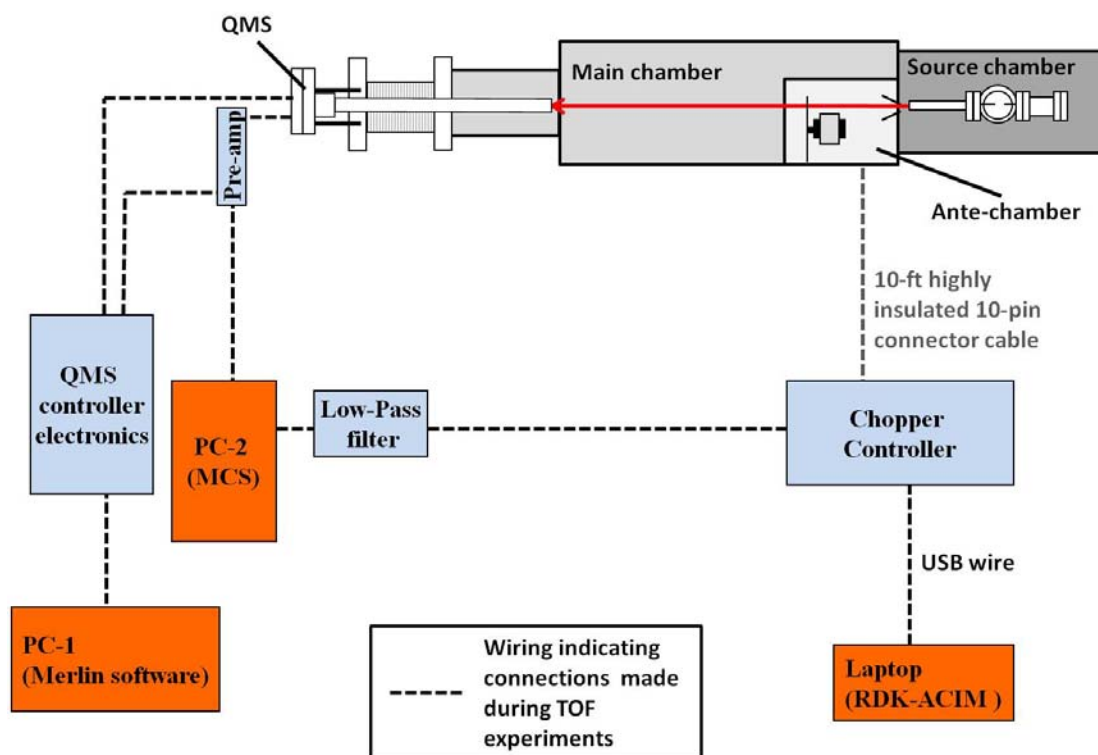 QMS
Main chamber
Source chamber
Pre-amp
Ante-chamber
10-ft highly
insulated 10-pin
connector cable
QMS
controller
electronics
PC-2
(MCS)
Low-Pass
filter
Chopper
Controller
USB wire
PC-1
(Merlin software)
Wiring indicating
connections made
during TOF
experiments
Laptop
(RDK-ACIM )